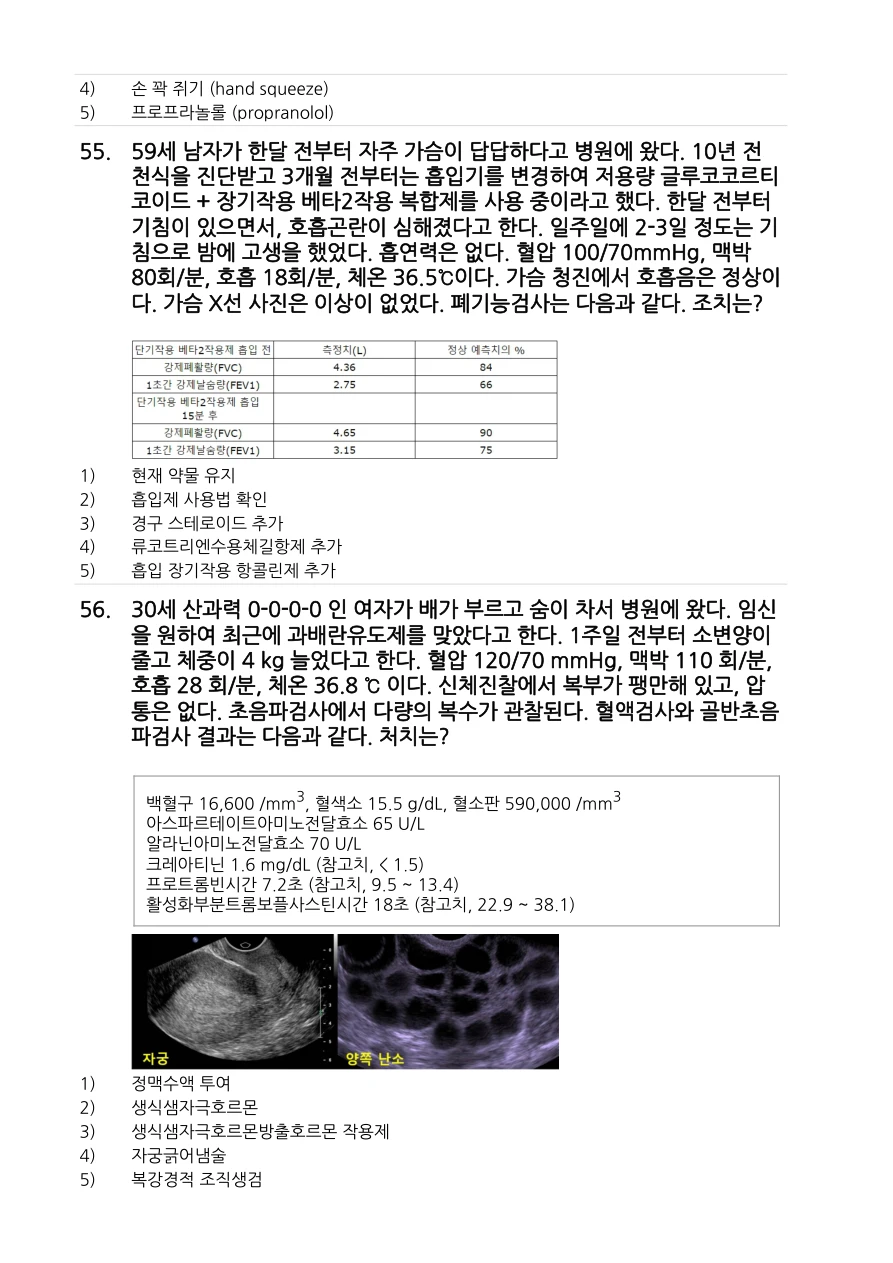 4) 손 꽉 쥐기 (hand squeeze)
5) 프로프라놀롤 (propranolol)
55. 59세 남자가 한달 전부터 자주 가슴이 답답하다고 병원에 왔다. 10년 전
천식을 진단받고 3개월 전부터는 흡입기를 변경하여 저용량 글루코코르티
코이드 + 장기작용 베타2작용 복합제를 사용 중이라고 했다. 한달 전부터
기침이 있으면서, 호흡곤란이 심해졌다고 한다. 일주일에 2-3일 정도는 기
침으로 밤에 고생을 했었다. 흡연력은 없다. 혈압 100/70mmHg, 맥박
80회/분, 호흡 18회/분, 체온 36.5℃이다. 가슴 청진에서 호흡음은 정상이
다. 가슴 X선 사진은 이상이 없었다. 폐기능검사는 다음과 같다. 조치는?
단기작용 베타2작용제 흡입 전 측정치(L) 정상 예측치의 %
강제폐활량(FVC) 4.36 84
1초간 강제날숨량(FEV1) 2.75 66
단기작용 베타2작용제 흡입
15분 후
강제폐활량(FVC) 4.65 90
1초간 강제날숨량(FEV1) 3.15 75
1) 현재 약물 유지
2) 흡입제 사용법 확인
3) 경구 스테로이드 추가
4) 류코트리엔수용체길항제 추가
5) 흡입 장기작용 항콜린제 추가
56. 30세 산과력 0-0-0-0 인 여자가 배가 부르고 숨이 차서 병원에 왔다. 임신
을 원하여 최근에 과배란유도제를 맞았다고 한다. 1주일 전부터 소변양이
줄고 체중이 4 kg 늘었다고 한다. 혈압 120/70 mmHg, 맥박 110 회/분,
호흡 28 회/분, 체온 36.8 ℃ 이다. 신체진찰에서 복부가 팽만해 있고, 압
통은 없다. 초음파검사에서 다량의 복수가 관찰된다. 혈액검사와 골반초음
파검사 결과는 다음과 같다. 처치는?
백혈구 16,600 /mm³, 혈색소 15.5 g/dL, 혈소판 590,000 /mm³
아스파르테이트아미노전달효소 65 U/L
알라닌아미노전달효소 70 U/L
크레아티닌 1.6 mg/dL (참고치, < 1.5)
프로트롬빈시간 7.2초 (참고치, 9.5 ~ 13.4)
활성화부분트롬보플라스틴시간 18초 (참고치, 22.9 ~ 38.1)
자궁 양쪽 난소
1) 정맥수액 투여
2) 생식샘자극호르몬
3) 생식샘자극호르몬방출호르몬 작용제
4) 자궁긁어냄술
5) 복강경적 조직생검